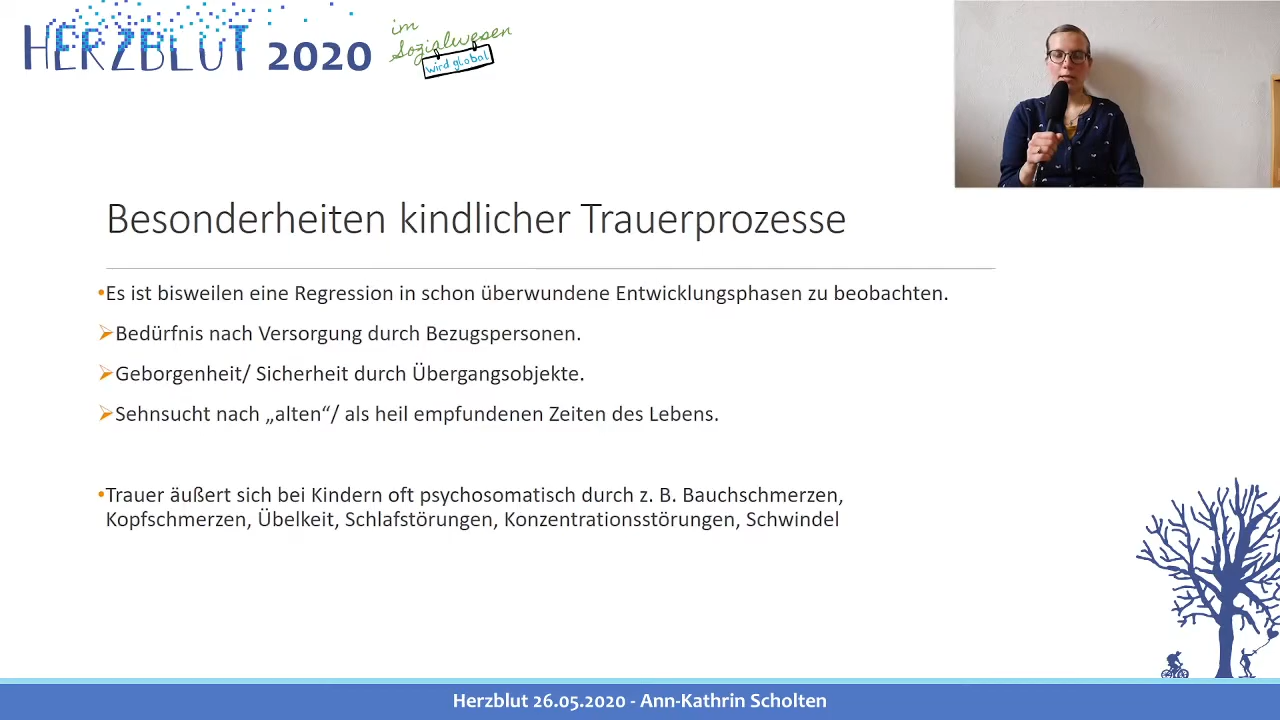 HERZBLUT 2020
im
Sozialwesen
wird global
Besonderheiten kindlicher Trauerprozesse
•Es ist bisweilen eine Regression in schon überwundene Entwicklungsphasen zu beobachten.
➢Bedürfnis nach Versorgung durch Bezugspersonen.
➢Geborgenheit/ Sicherheit durch Übergangsobjekte.
➢Sehnsucht nach „alten“/ als heil empfundenen Zeiten des Lebens.
•Trauer äußert sich bei Kindern oft psychosomatisch durch z. B. Bauchschmerzen,
Kopfschmerzen, Übelkeit, Schlafstörungen, Konzentrationsstörungen, Schwindel
Herzblut 26.05.2020 - Ann-Kathrin Scholten